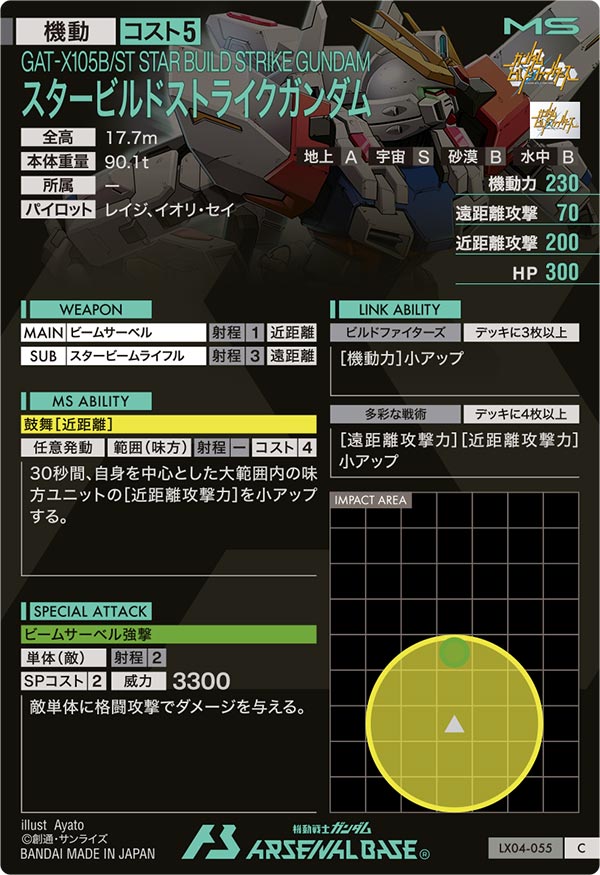 機動 コスト5
MS
GAT-X105B/ST STAR BUILD STRIKE GUNDAM
スタービルドストライクガンダム
ガンダム
ビルドファイターズ
全高 17.7m
本体重量 90.1t
所属 ー
パイロット レイジ、イオリ・セイ
地上 A 宇宙 S 砂漠 B 水中 B
機動力 230
遠距離攻撃 70
近距離攻撃 200
HP 300
WEAPON
MAIN ビームサーベル 射程 1 近距離
SUB スタービームライフル 射程 3 遠距離
MS ABILITY
鼓舞[近距離]
任意発動 範囲(味方) 射程 ー コスト 4
30秒間、自身を中心とした大範囲内の味
方ユニットの[近距離攻撃力]を小アップ
する。
SPECIAL ATTACK
ビームサーベル強撃
単体(敵) 射程 2
SPコスト 2 威力 3300
敵単体に格闘攻撃でダメージを与える。
LINK ABILITY
ビルドファイターズ デッキに3枚以上
[機動力]小アップ
多彩な戦術 デッキに4枚以上
[遠距離攻撃力][近距離攻撃力]
小アップ
IMPACT AREA
illust Ayato
©創通・サンライズ
BANDAI MADE IN JAPAN
機動戦士ガンダム
ARSENAL BASE®
LX04-055 C